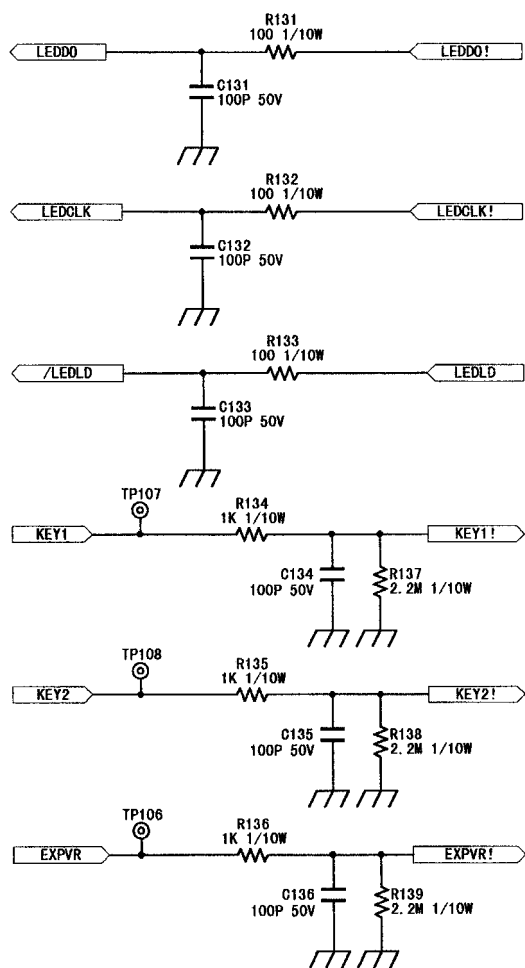 R131
100 1/10W
LEDDO
LEDDO!
C131
100P 50V
R132
100 1/10W
LEDCLK
LEDCLK!
C132
100P 50V
R133
100 1/10W
/LEDLD
LEDLD
C133
100P 50V
TP107
R134
1K 1/10W
KEY1
KEY1!
C134
100P 50V
R137
2.2M 1/10W
TP108
R135
1K 1/10W
KEY2
KEY2!
C135
100P 50V
R138
2.2M 1/10W
TP106
R136
1K 1/10W
EXPVR
EXPVR!
C136
100P 50V
R139
2.2M 1/10W